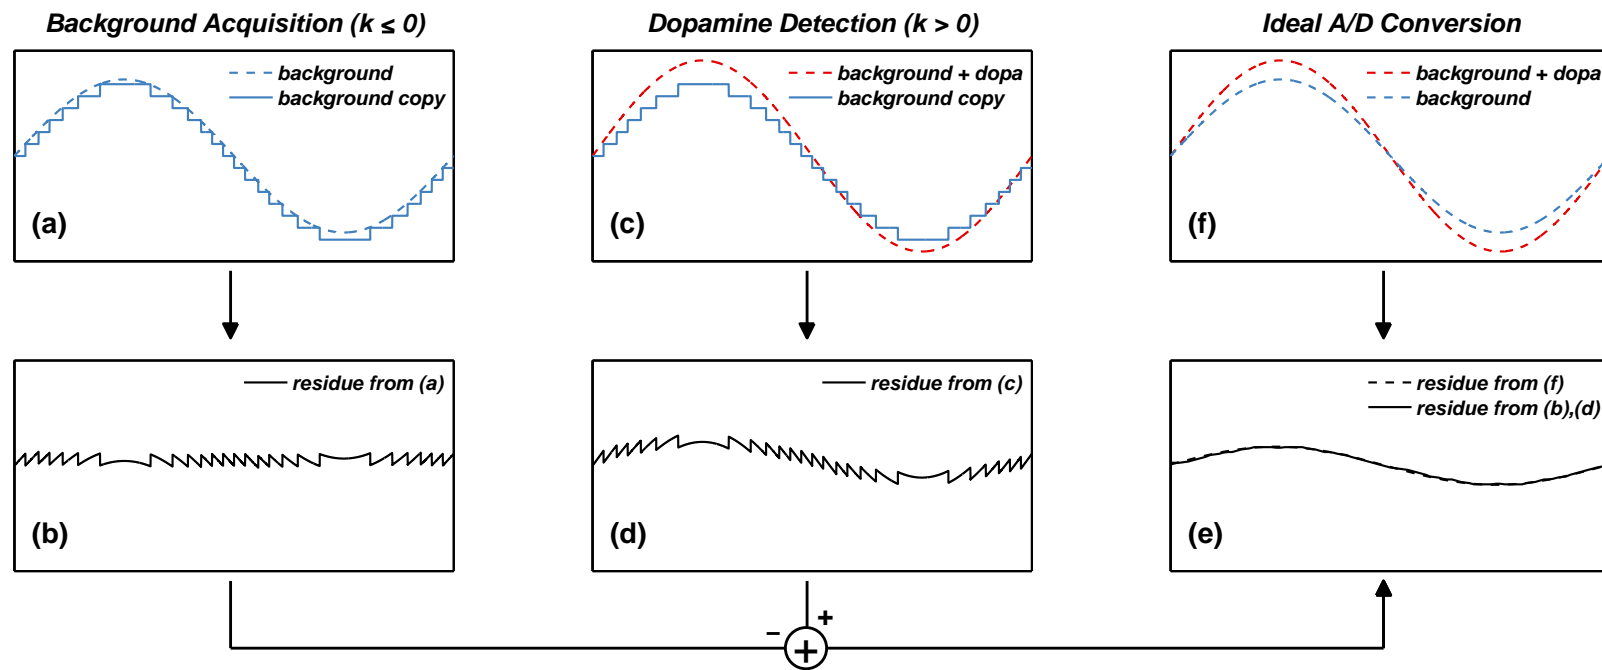 Background Acquisition (k ≤ 0)
background
background copy
(a)
residue from (a)
(b)
Dopamine Detection (k > 0)
background + dopa
background copy
(c)
residue from (c)
(d)
Ideal A/D Conversion
background + dopa
background
(f)
residue from (f)
residue from (b),(d)
(e)
− +
+